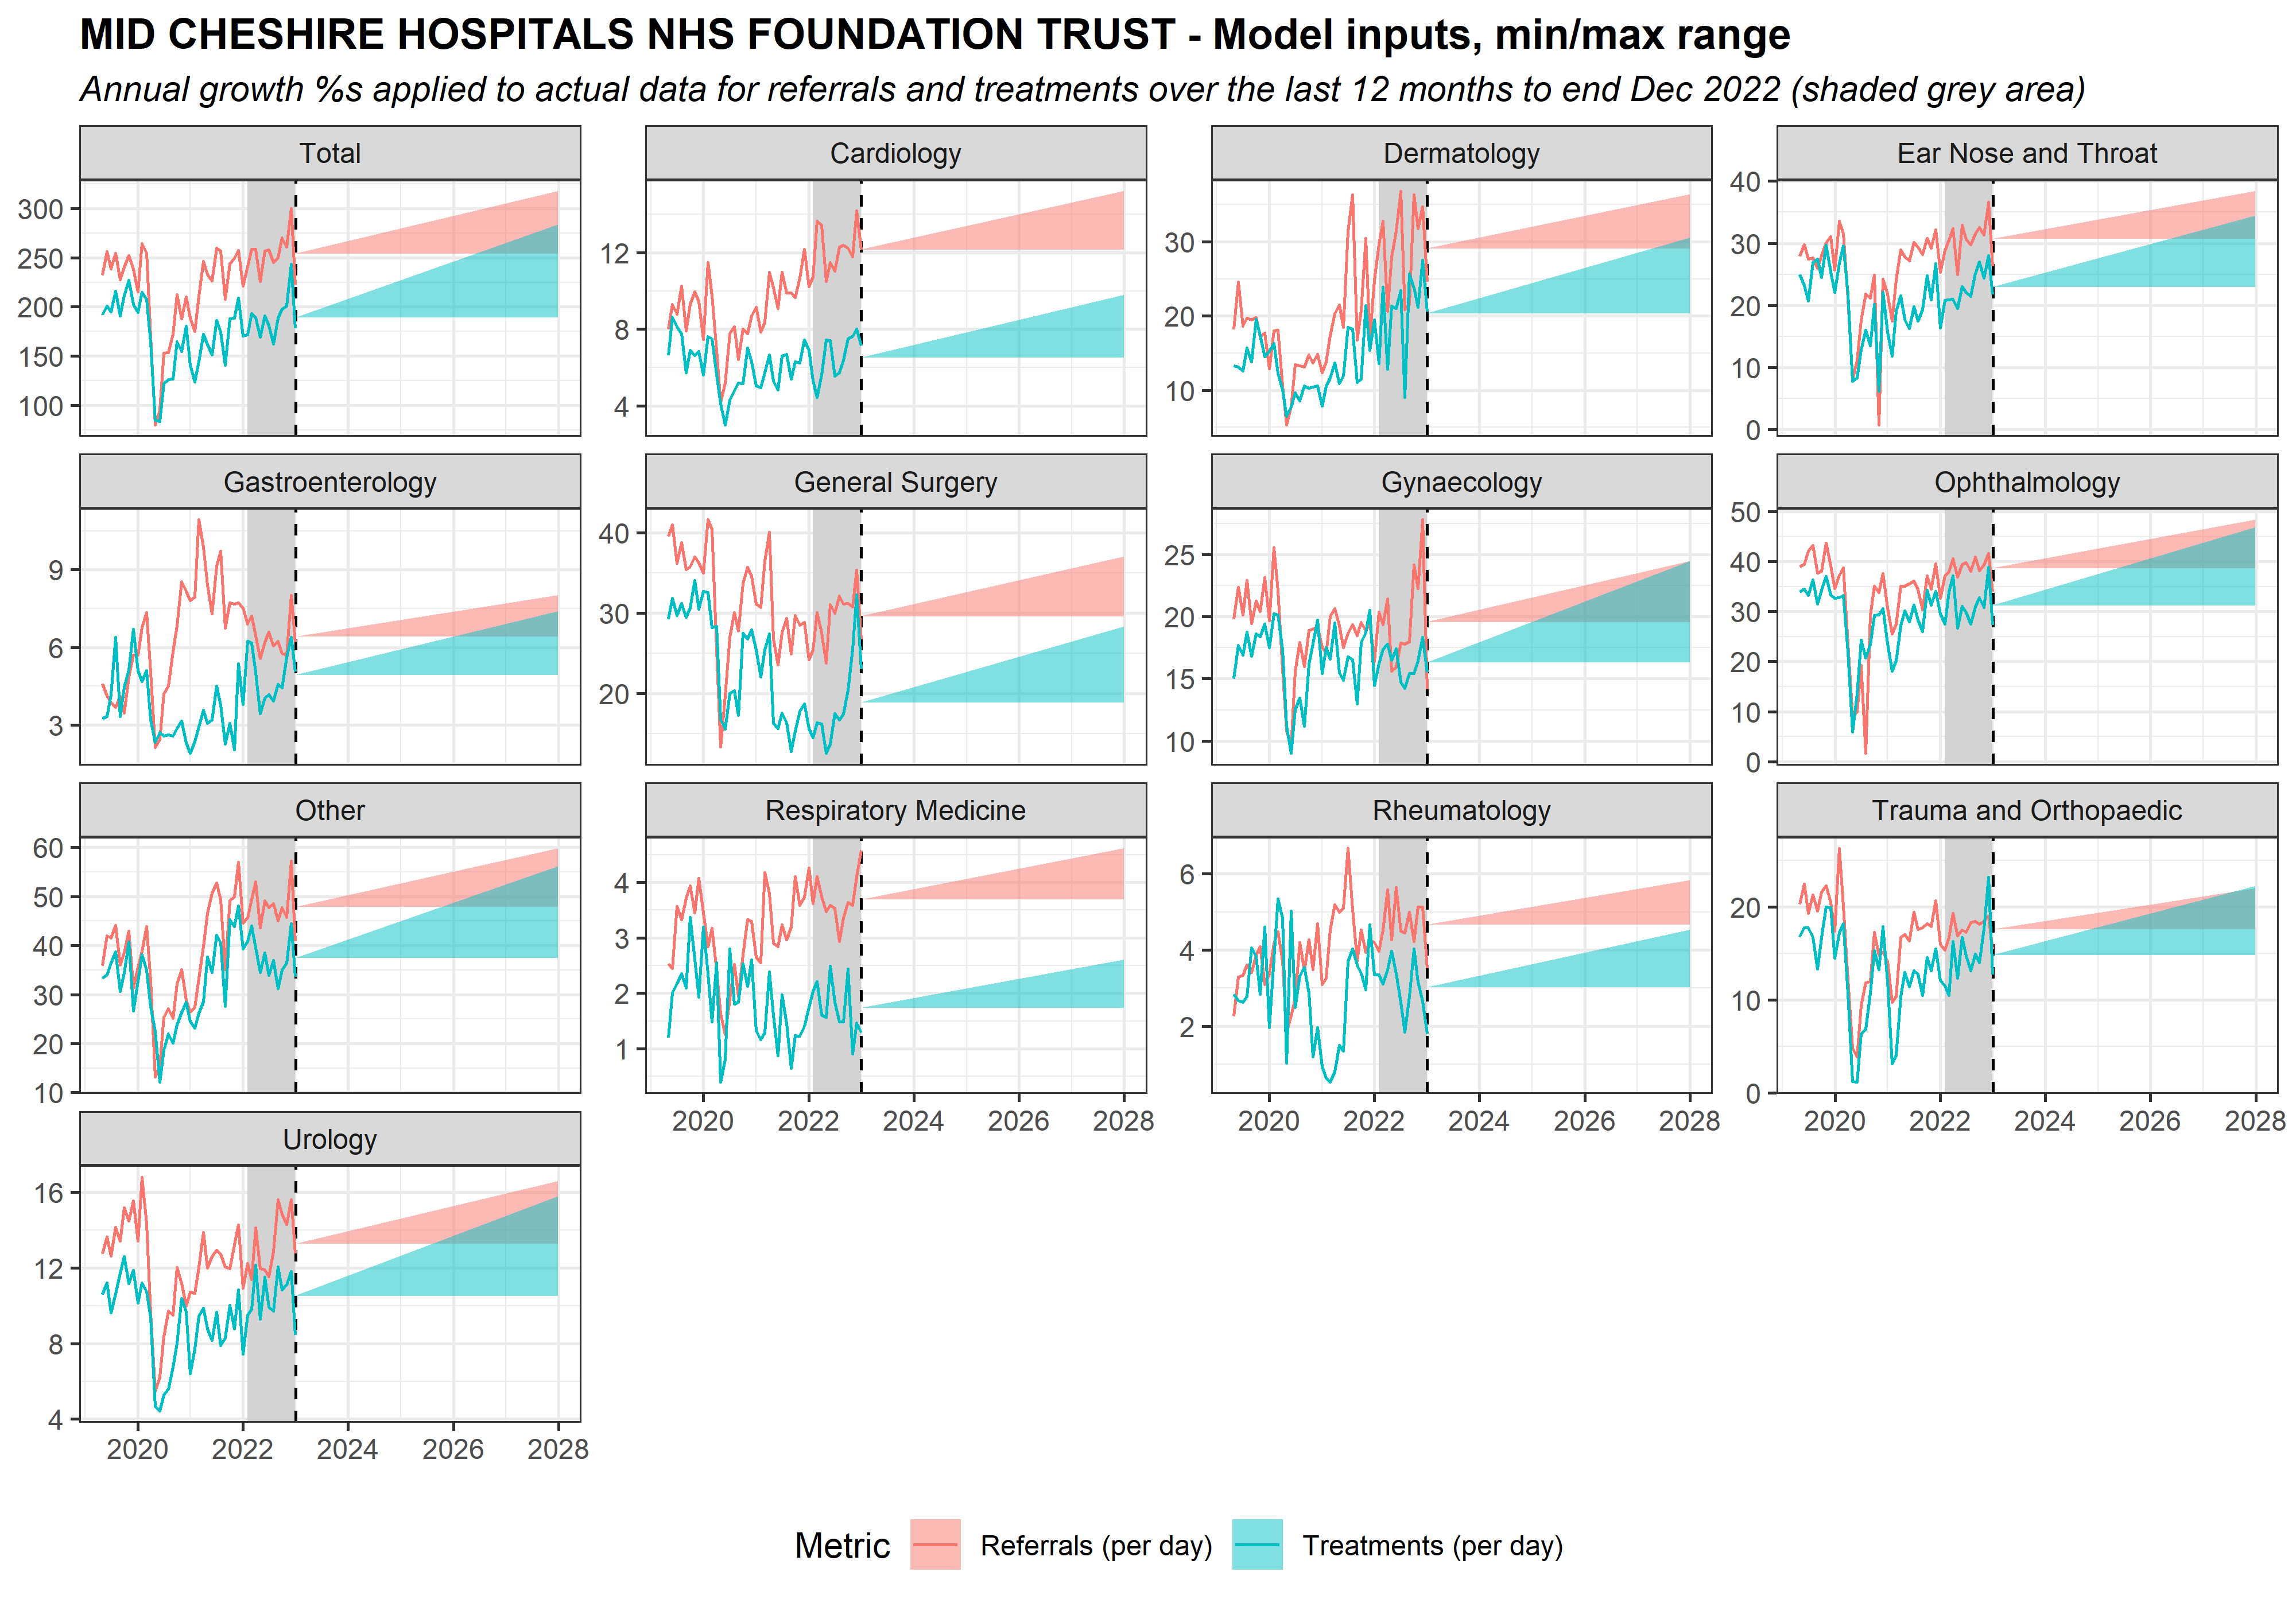 MID CHESHIRE HOSPITALS NHS FOUNDATION TRUST - Model inputs, min/max range
Annual growth %s applied to actual data for referrals and treatments over the last 12 months to end Dec 2022 (shaded grey area)
Total
300
250
200
150
100
Cardiology
12
8
4
Dermatology
30
20
10
Ear Nose and Throat
40
30
20
10
0
Gastroenterology
9
6
3
General Surgery
40
30
20
Gynaecology
25
20
15
10
Ophthalmology
50
40
30
20
10
0
Other
60
50
40
30
20
10
Respiratory Medicine
4
3
2
1
2020 2022 2024 2026 2028
Rheumatology
6
4
2
2020 2022 2024 2026 2028
Trauma and Orthopaedic
20
10
0
2020 2022 2024 2026 2028
Urology
16
12
8
4
2020 2022 2024 2026 2028
Metric Referrals (per day) Treatments (per day)